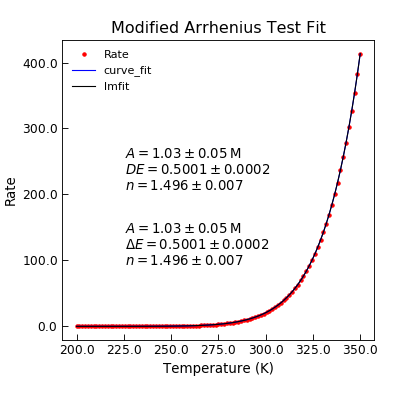 Modified Arrhenius Test Fit
Rate
curve_fit
lmfit
A = 1.03 ± 0.05 M
DE = 0.5001 ± 0.0002
n = 1.496 ± 0.007
A = 1.03 ± 0.05 M
ΔE = 0.5001 ± 0.0002
n = 1.496 ± 0.007
Rate
400.0
300.0
200.0
100.0
0.0
200.0 225.0 250.0 275.0 300.0 325.0 350.0
Temperature (K)